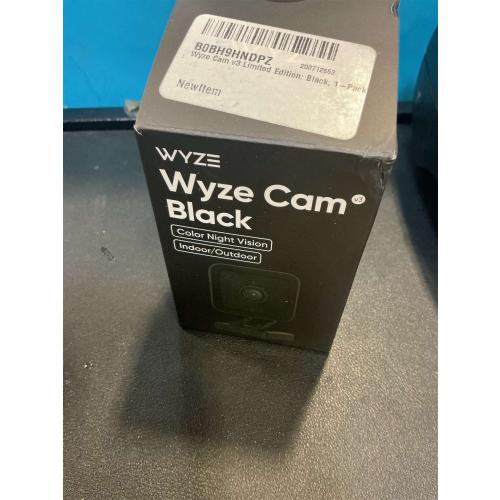 B0BH9HNDPZ
200712653
Wyze Cam v3 Limited Edition: Black, 1-Pack
NewItem
WYZE
Wyze Cam v3
Black
Color Night Vision
Indoor/Outdoor